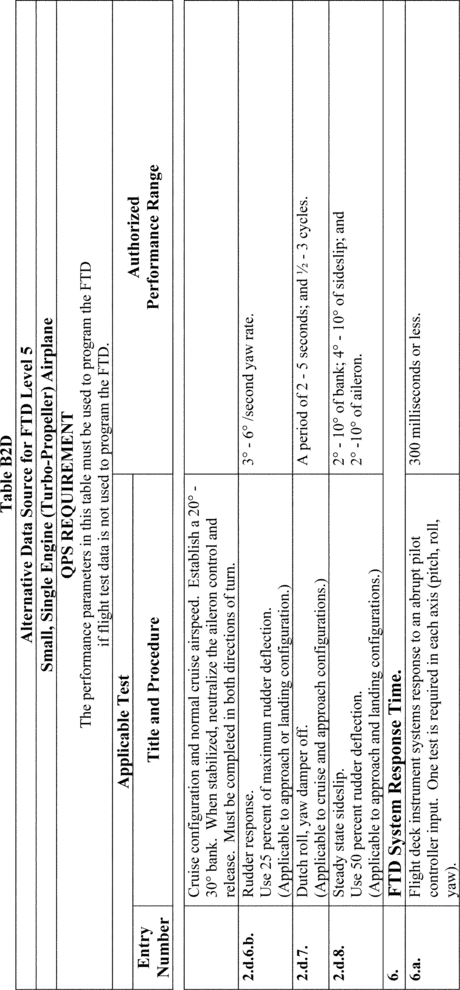 Table B2D
Alternative Data Source for FTD Level 5
Small, Single Engine (Turbo-Propeller) Airplane
QPS REQUIREMENT
The performance parameters in this table must be used to program the FTD
if flight test data is not used to program the FTD.
Applicable Test
Entry
Number
Title and Procedure
Authorized
Performance Range
Cruise configuration and normal cruise airspeed. Establish a 20° -
30° bank. When stabilized, neutralize the aileron control and
release. Must be completed in both directions of turn.
2.d.6.b.
Rudder response.
Use 25 percent of maximum rudder deflection.
(Applicable to approach or landing configuration.)
3° - 6° /second yaw rate.
2.d.7.
Dutch roll, yaw damper off.
(Applicable to cruise and approach configurations.)
A period of 2 - 5 seconds; and ½ - 3 cycles.
2.d.8.
Steady state sideslip.
Use 50 percent rudder deflection.
(Applicable to approach and landing configurations.)
2° - 10° of bank; 4° - 10° of sideslip; and
2° -10° of aileron.
6.
FTD System Response Time.
6.a.
Flight deck instrument systems response to an abrupt pilot
controller input. One test is required in each axis (pitch, roll,
yaw).
300 milliseconds or less.